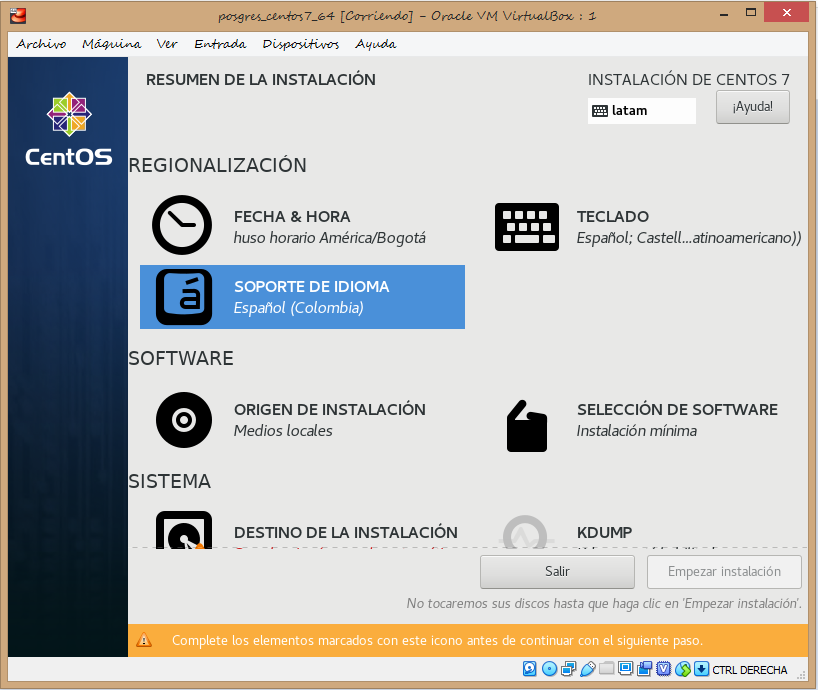 posgres_centos7_64 [Corriendo] - Oracle VM VirtualBox : 1
Archivo Máquina Ver Entrada Dispositivos Ayuda
RESUMEN DE LA INSTALACIÓN
INSTALACIÓN DE CENTOS 7
latam
¡Ayuda!
CentOS
REGIONALIZACIÓN
FECHA & HORA
huso horario América/Bogotá
TECLADO
Español; Castell...atinoamericano))
á
SOPORTE DE IDIOMA
Español (Colombia)
SOFTWARE
ORIGEN DE INSTALACIÓN
Medios locales
SELECCIÓN DE SOFTWARE
Instalación mínima
SISTEMA
DESTINO DE LA INSTALACIÓN
KDUMP
Salir
Empezar instalación
No tocaremos sus discos hasta que haga clic en 'Empezar instalación'.
Complete los elementos marcados con este icono antes de continuar con el siguiente paso.
CTRL DERECHA